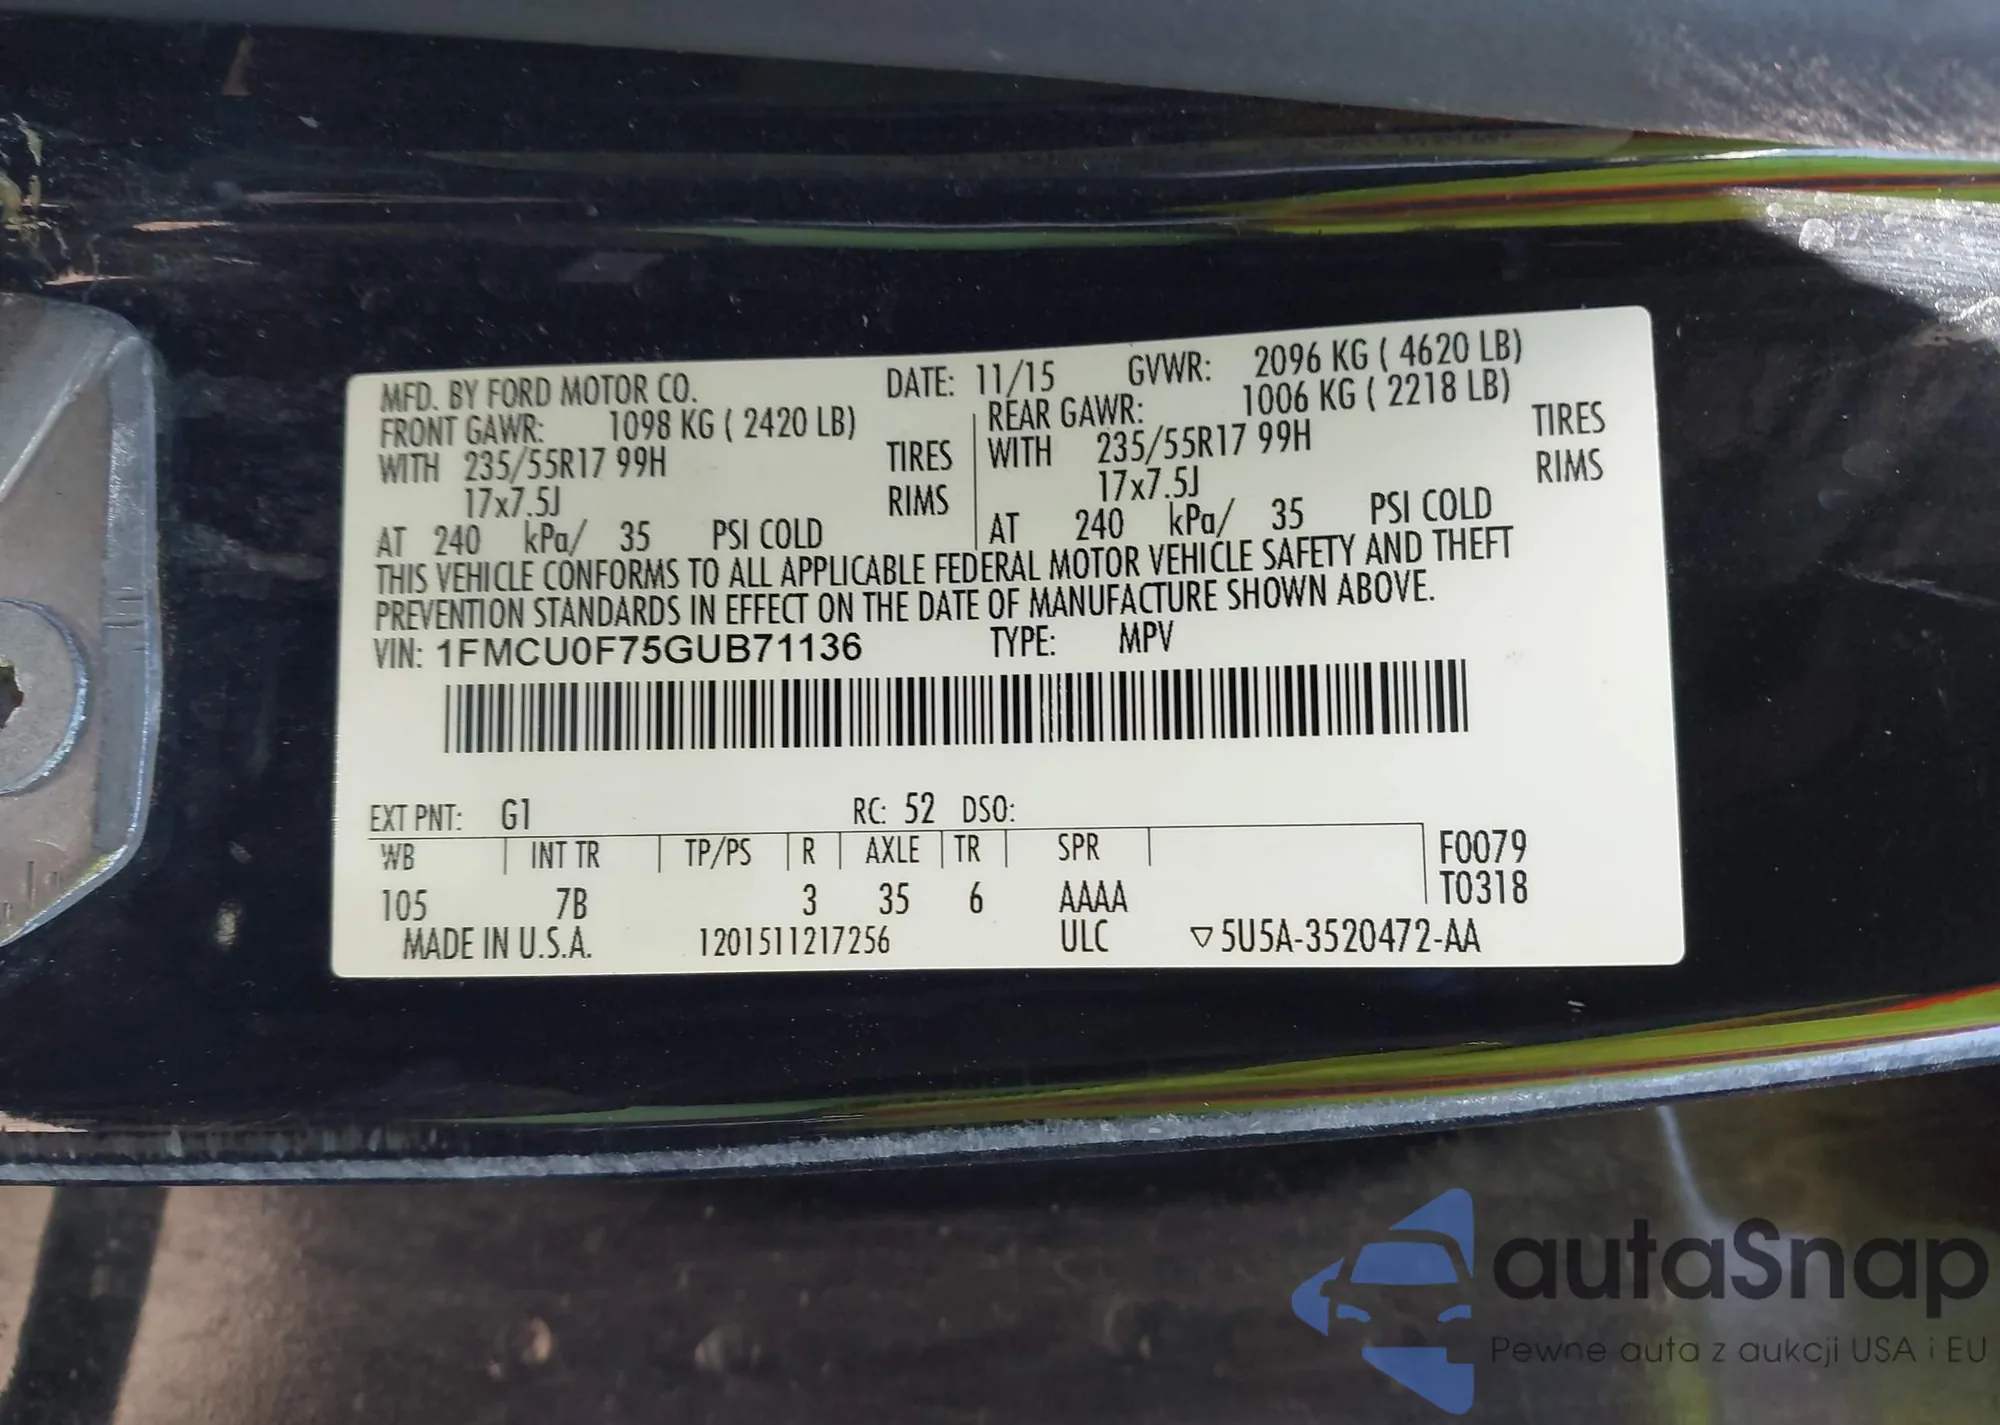 MFD. BY FORD MOTOR CO. DATE: 11/15 GVWR: 2096 KG ( 4620 LB)
FRONT GAWR: 1098 KG ( 2420 LB) REAR GAWR: 1006 KG ( 2218 LB)
WITH 235/55R17 99H TIRES WITH 235/55R17 99H TIRES
17x7.5J RIMS 17x7.5J RIMS
AT 240 kPa/ 35 PSI COLD AT 240 kPa/ 35 PSI COLD
THIS VEHICLE CONFORMS TO ALL APPLICABLE FEDERAL MOTOR VEHICLE SAFETY AND THEFT
PREVENTION STANDARDS IN EFFECT ON THE DATE OF MANUFACTURE SHOWN ABOVE.
VIN: 1FMCU0F75GUB71136 TYPE: MPV
EXT PNT: G1 RC: 52 DSO:
WB INT TR TP/PS R AXLE TR SPR F0079
105 7B 3 35 6 AAAA T0318
MADE IN U.S.A. 1201511217256 ULC ▽5U5A-3520472-AA
autaSnap
Pewne auta z aukcji USA i EU